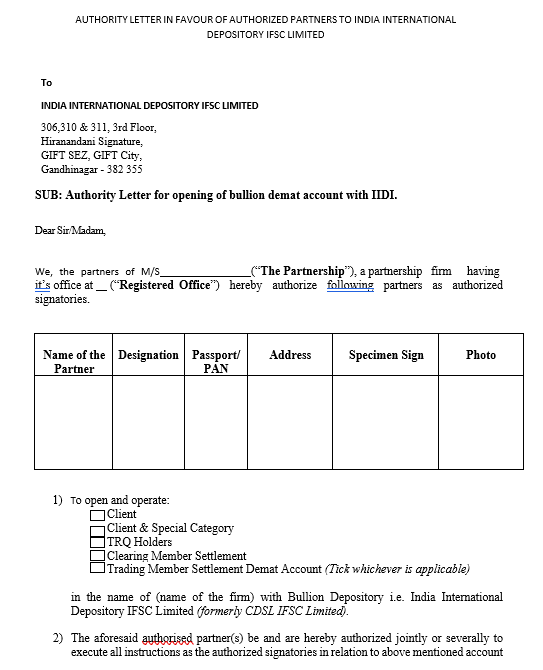 AUTHORITY LETTER IN FAVOUR OF AUTHORIZED PARTNERS TO INDIA INTERNATIONAL
DEPOSITORY IFSC LIMITED
To
INDIA INTERNATIONAL DEPOSITORY IFSC LIMITED
306,310 & 311, 3rd Floor,
Hiranandani Signature,
GIFT SEZ, GIFT City,
Gandhinagar - 382 355
SUB: Authority Letter for opening of bullion demat account with IIDI.
Dear Sir/Madam,
We, the partners of M/S______________ (“The Partnership”), a partnership firm having
it’s office at __ (“Registered Office”) hereby authorize following partners as authorized
signatories.
Name of the Designation Passport/ Address Specimen Sign Photo
Partner PAN
1) To open and operate:
Client
Client & Special Category
TRQ Holders
Clearing Member Settlement
Trading Member Settlement Demat Account (Tick whichever is applicable)
in the name of (name of the firm) with Bullion Depository i.e. India International
Depository IFSC Limited (formerly CDSL IFSC Limited).
2) The aforesaid authorised partner(s) be and are hereby authorized jointly or severally to
execute all instructions as the authorized signatories in relation to above mentioned account